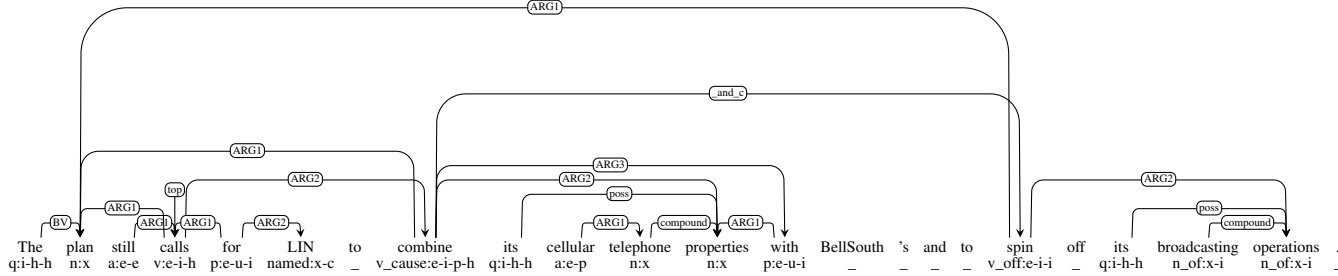 ARG1
_and_c
ARG1 ARG3
top ARG2 ARG2 ARG2
ARG1 poss poss
BV ARG1 ARG1 ARG2 ARG1 compound ARG1 compound
The plan still calls for LIN to combine its cellular telephone properties with BellSouth 's and to spin off its broadcasting operations .
q:i-h-h n:x a:e-e v:e-i-h p:e-u-i named:x-c _ v_cause:e-i-p-h q:i-h-h a:e-p n:x n:x p:e-u-i _ _ _ _ v_off:e-i-i _ q:i-h-h n_of:x-i n_of:x-i _